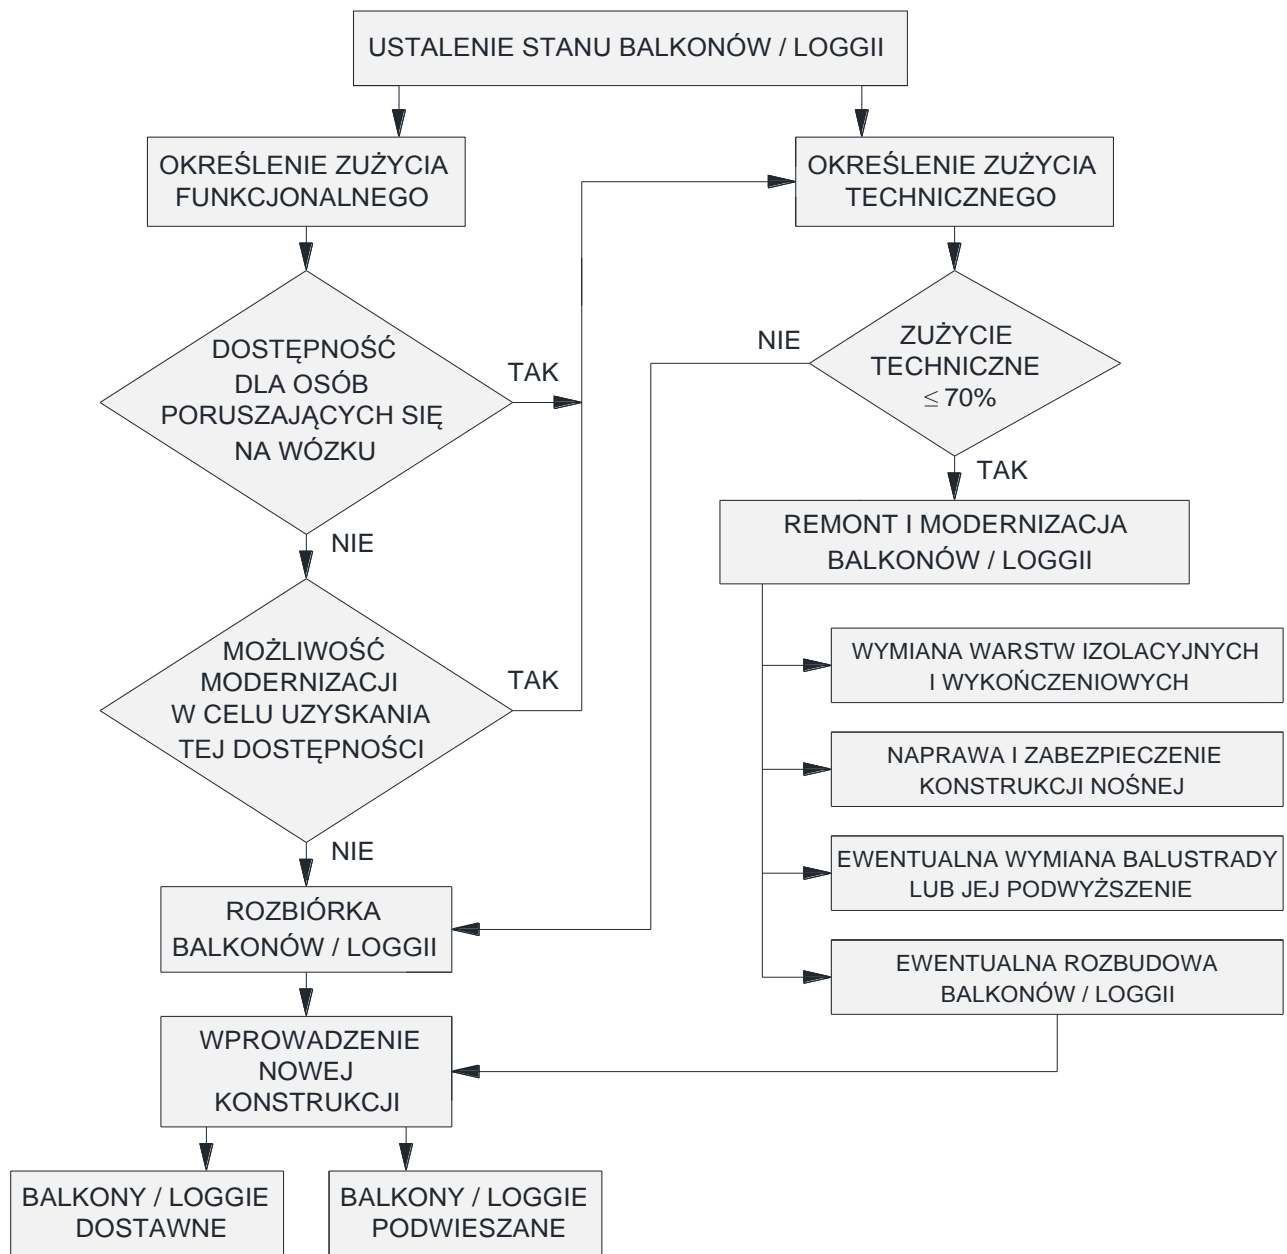 USTALENIE STANU BALKONÓW / LOGGII
OKREŚLENIE ZUŻYCIA
FUNKCJONALNEGO
OKREŚLENIE ZUŻYCIA
TECHNICZNEGO
DOSTĘPNOŚĆ
DLA OSÓB
PORUSZAJĄCYCH SIĘ
NA WÓZKU
TAK
NIE
NIE
ZUŻYCIE
TECHNICZNE
≤ 70%
TAK
MOŻLIWOŚĆ
MODERNIZACJI
W CELU UZYSKANIA
TEJ DOSTĘPNOŚCI
TAK
NIE
REMONT I MODERNIZACJA
BALKONÓW / LOGGII
WYMIANA WARSTW IZOLACYJNYCH
I WYKOŃCZENIOWYCH
NAPRAWA I ZABEZPIECZENIE
KONSTRUKCJI NOŚNEJ
EWENTUALNA WYMIANA BALUSTRADY
LUB JEJ PODWYŻSZENIE
EWENTUALNA ROZBUDOWA
BALKONÓW / LOGGII
ROZBIÓRKA
BALKONÓW / LOGGII
WPROWADZENIE
NOWEJ
KONSTRUKCJI
BALKONY / LOGGIE
DOSTAWNE
BALKONY / LOGGIE
PODWIESZANE